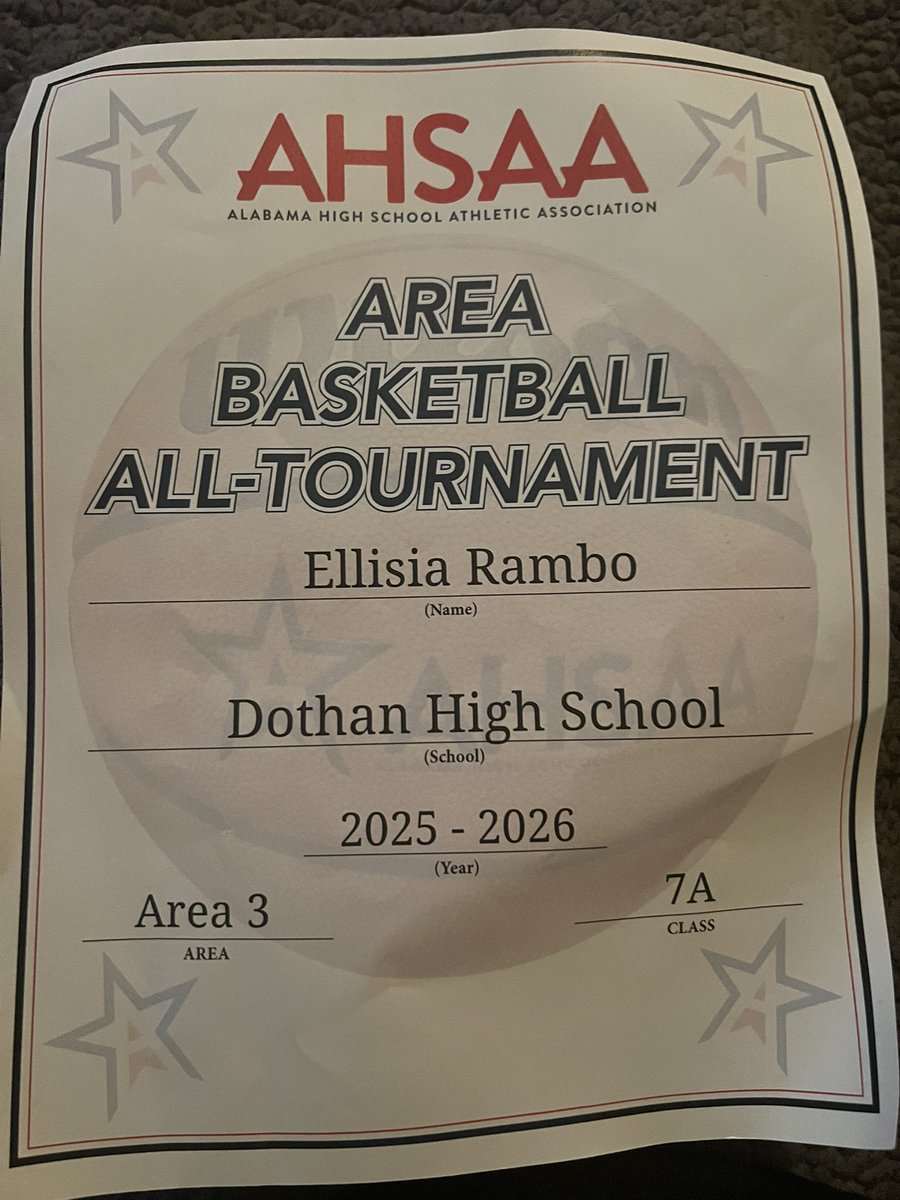 AHSAA
ALABAMA HIGH SCHOOL ATHLETIC ASSOCIATION
AREA
BASKETBALL
ALL-TOURNAMENT
Ellisia Rambo
(Name)
AHSAA
Dothan High School
(School)
2025 - 2026
(Year)
Area 3
AREA
7A
CLASS